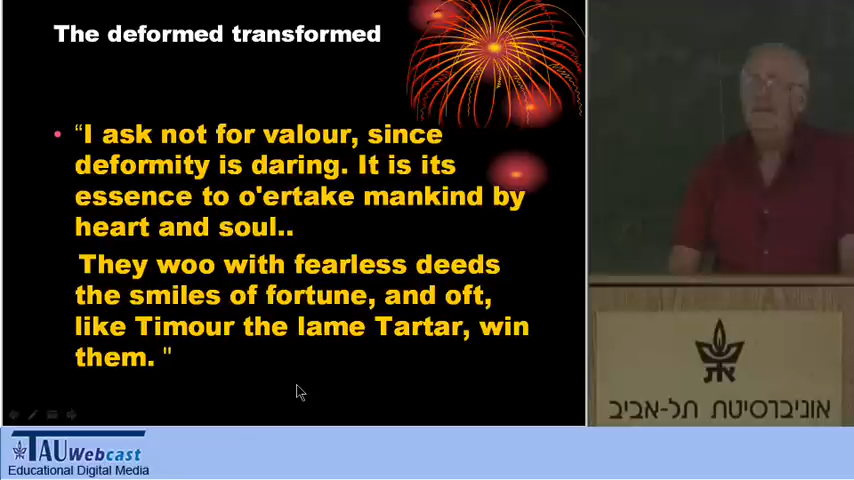 The deformed transformed
• “I ask not for valour, since
deformity is daring. It is its
essence to o'ertake mankind by
heart and soul..
They woo with fearless deeds
the smiles of fortune, and oft,
like Timour the lame Tartar, win
them. "
אוניברסיטת תל-אביב
TAU Webcast
Educational Digital Media